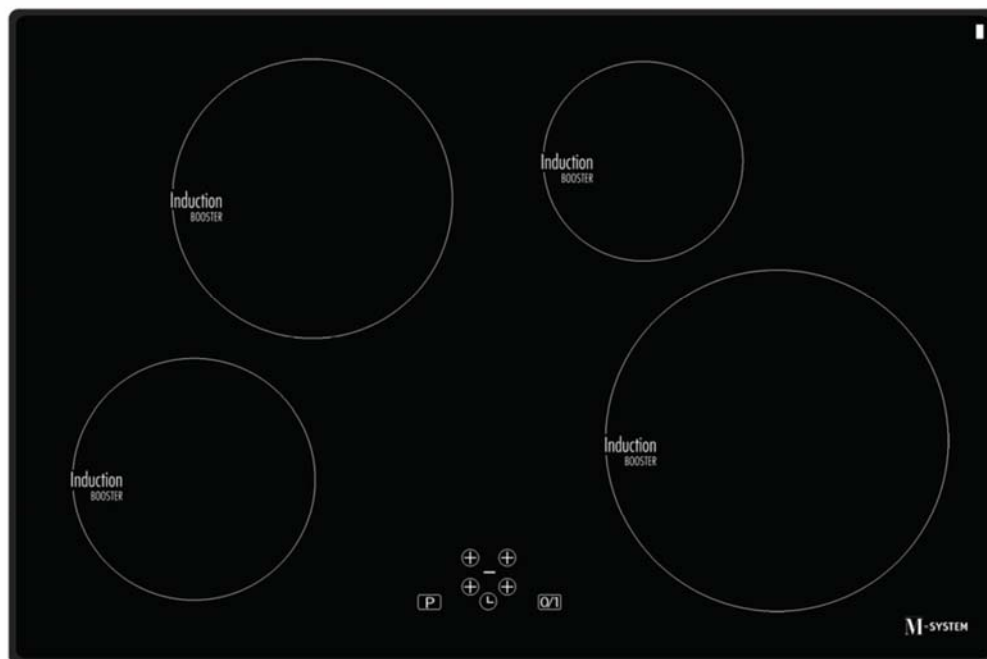 Induction
BOOSTER
Induction
BOOSTER
Induction
BOOSTER
Induction
BOOSTER
P
0/1
M-SYSTEM